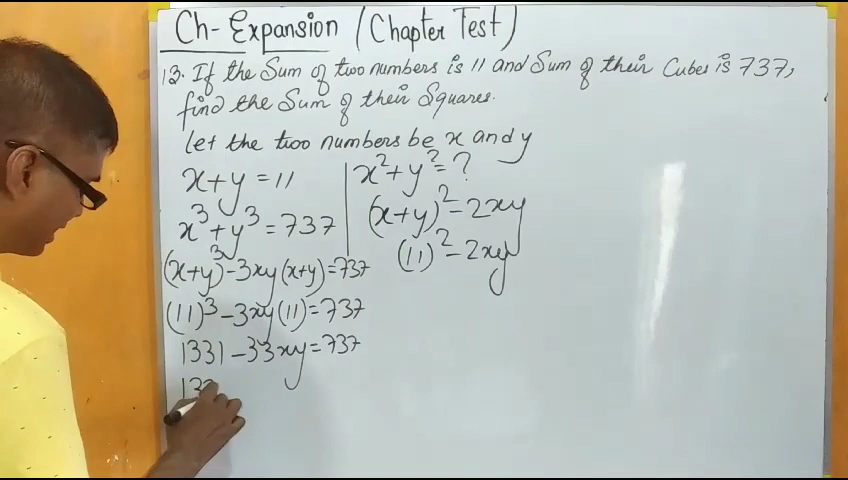 Ch- Expansion (Chapter Test)
13. If the Sum of two numbers is 11 and Sum of their Cubes is 737,
find the Sum of their Squares.
let the two numbers be x and y
x+y=11
x³+y³=737
(x+y)³-3xy(x+y)=737
(11)³-3xy(11)=737
1331-33xy=737
133
x²+y²=?
(x+y)²-2xy
(11)²-2xy